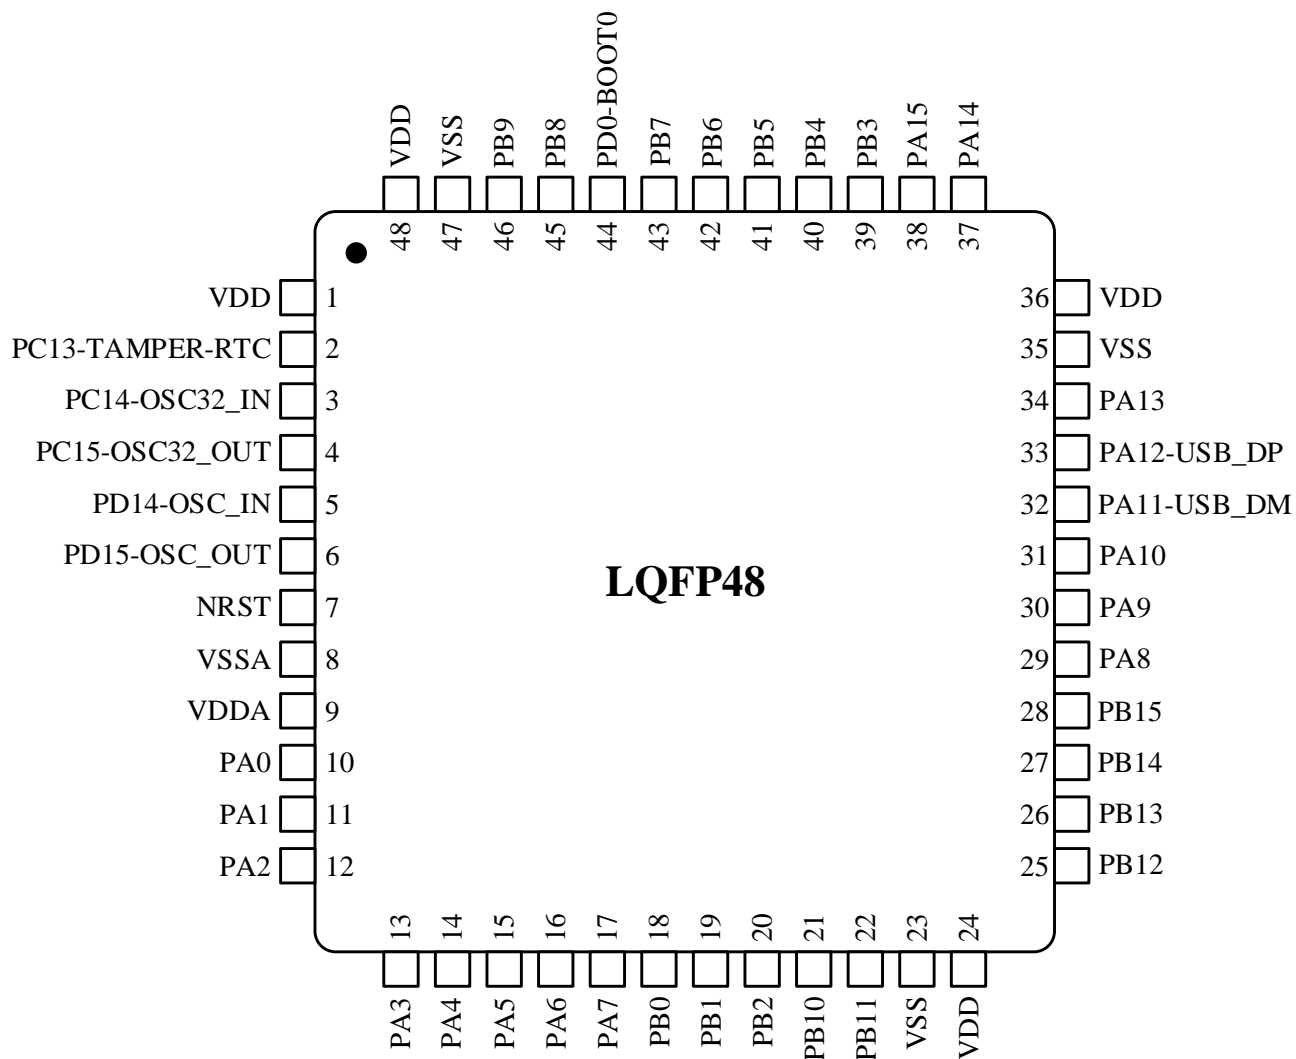 VDD
VSS
PB9
PB8
PD0-BOOT0
PB7
PB6
PB5
PB4
PB3
PA15
PA14
48
47
46
45
44
43
42
41
40
39
38
37
VDD 1
PC13-TAMPER-RTC 2
PC14-OSC32_IN 3
PC15-OSC32_OUT 4
PD14-OSC_IN 5
PD15-OSC_OUT 6
NRST 7
VSSA 8
VDDA 9
PA0 10
PA1 11
PA2 12
LQFP48
36 VDD
35 VSS
34 PA13
33 PA12-USB_DP
32 PA11-USB_DM
31 PA10
30 PA9
29 PA8
28 PB15
27 PB14
26 PB13
25 PB12
13
14
15
16
17
18
19
20
21
22
23
24
PA3
PA4
PA5
PA6
PA7
PB0
PB1
PB2
PB10
PB11
VSS
VDD